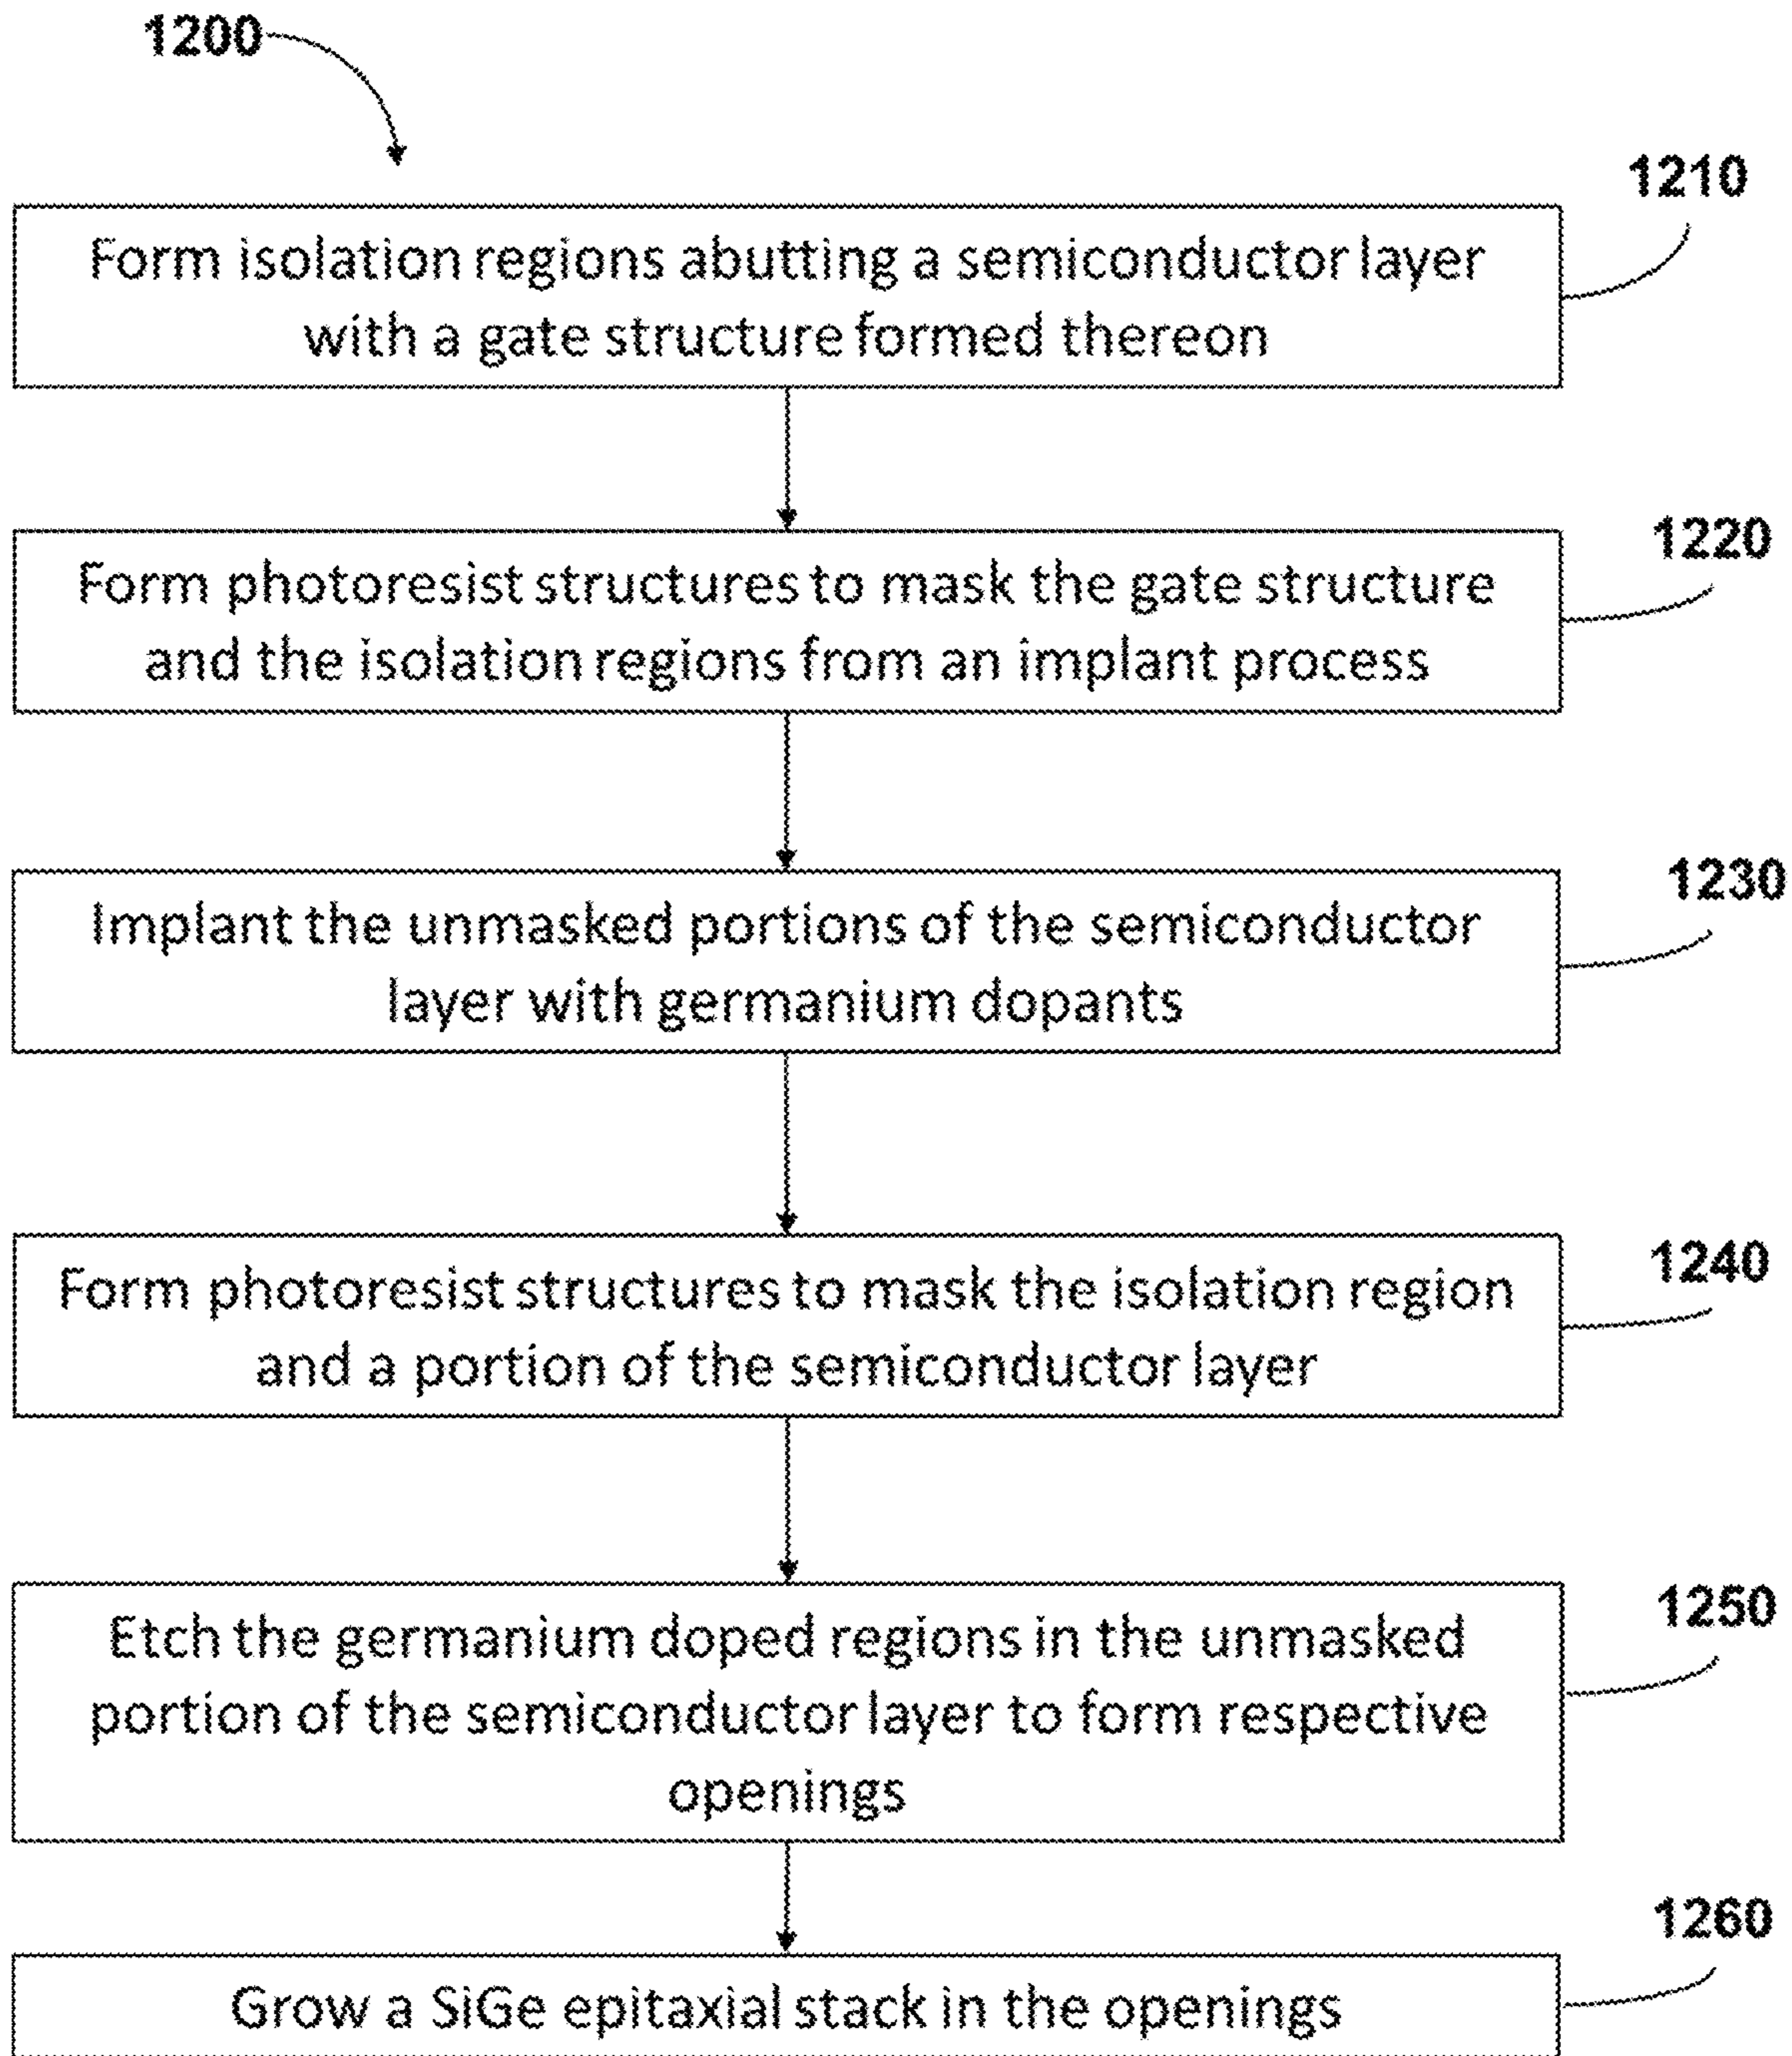 1200
1210
Form isolation regions abutting a semiconductor layer
with a gate structure formed thereon
1220
Form photoresist structures to mask the gate structure
and the isolation regions from an implant process
1230
Implant the unmasked portions of the semiconductor
layer with germanium dopants
1240
Form photoresist structures to mask the isolation region
and a portion of the semiconductor layer
1250
Etch the germanium doped regions in the unmasked
portion of the semiconductor layer to form respective
openings
1260
Grow a SiGe epitaxial stack in the openings